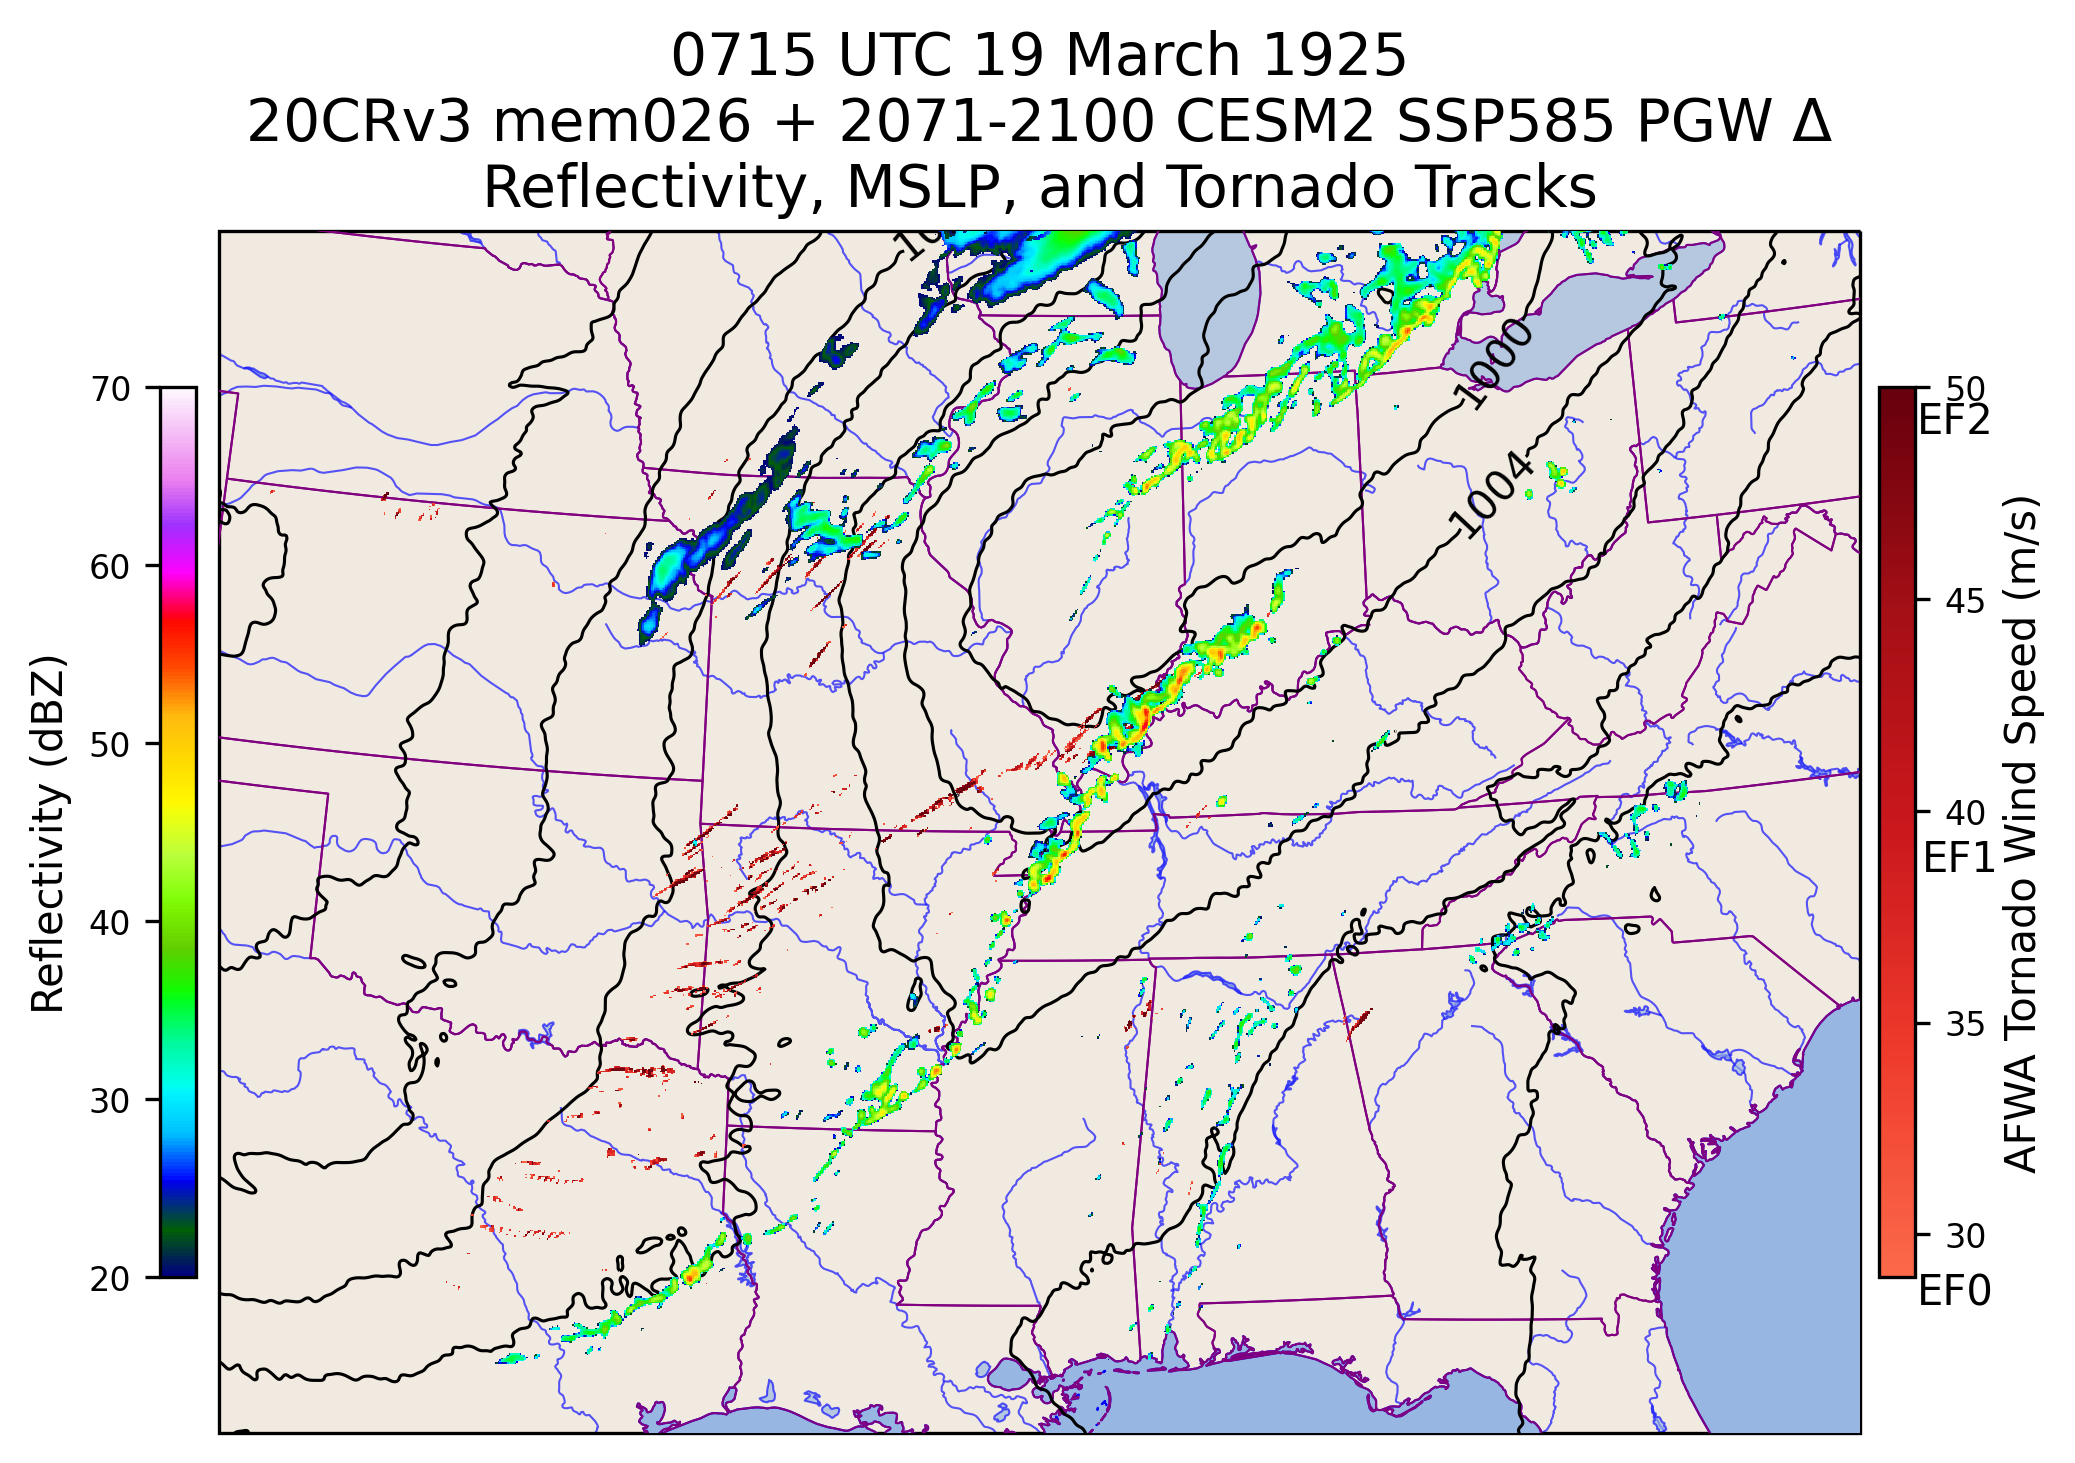 0715 UTC 19 March 1925
20CRv3 mem026 + 2071-2100 CESM2 SSP585 PGW Δ
Reflectivity, MSLP, and Tornado Tracks
Reflectivity (dBZ)
70
60
50
40
30
20
1000
1004
50
EF2
45
40
EF1
35
30
EF0
AFWA Tornado Wind Speed (m/s)